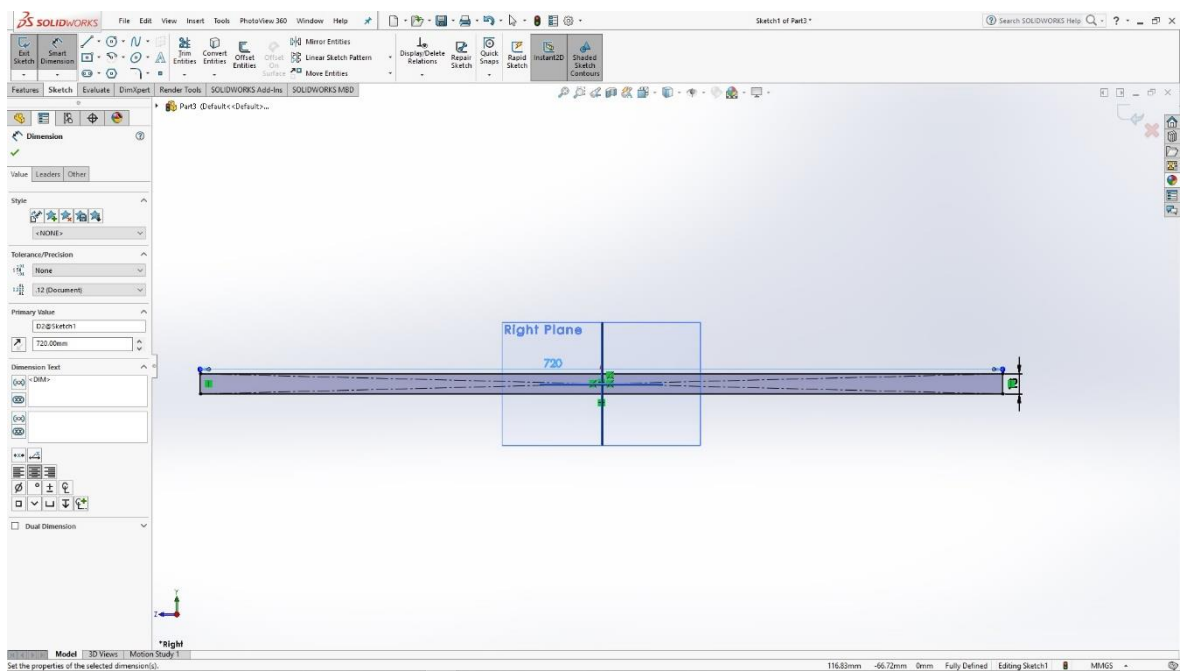 SOLIDWORKS File Edit View Insert Tools PhotoView 360 Window Help Sketch1 of Part3 * Search SOLIDWORKS Help
Exit Sketch Smart Dimension Trim Entities Convert Entities Offset Entities Offset On Surface Mirror Entities Linear Sketch Pattern Move Entities Display/Delete Relations Repair Sketch Quick Snaps Rapid Sketch Instant2D Shaded Sketch Contours
Features Sketch Evaluate DimXpert Render Tools SOLIDWORKS Add-Ins SOLIDWORKS MBD
Part3 (Default<<Default>...
Dimension
Value Leaders Other
Style
<NONE>
Tolerance/Precision
None
.12 (Document)
Primary Value
D2@Sketch1
720.00mm
Dimension Text
<DIM>
Dual Dimension
Right Plane
720
Y
Z
*Right
Model 3D Views Motion Study 1
Set the properties of the selected dimension(s). 116.83mm -66.72mm 0mm Fully Defined Editing Sketch1 MMGS